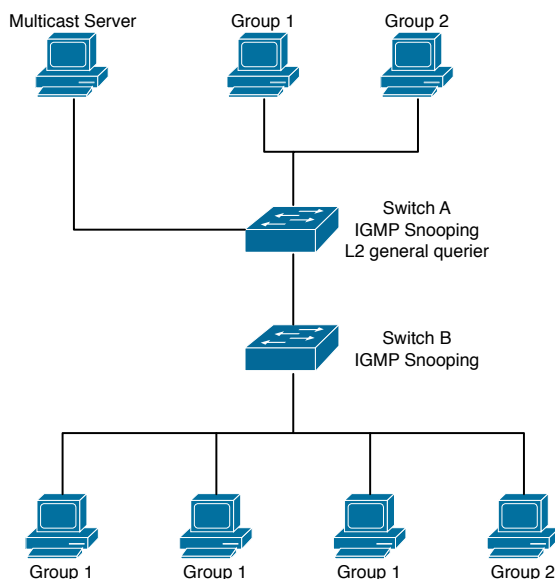 Multicast Server
Group 1
Group 2
Switch A
IGMP Snooping
L2 general querier
Switch B
IGMP Snooping
Group 1
Group 1
Group 1
Group 2